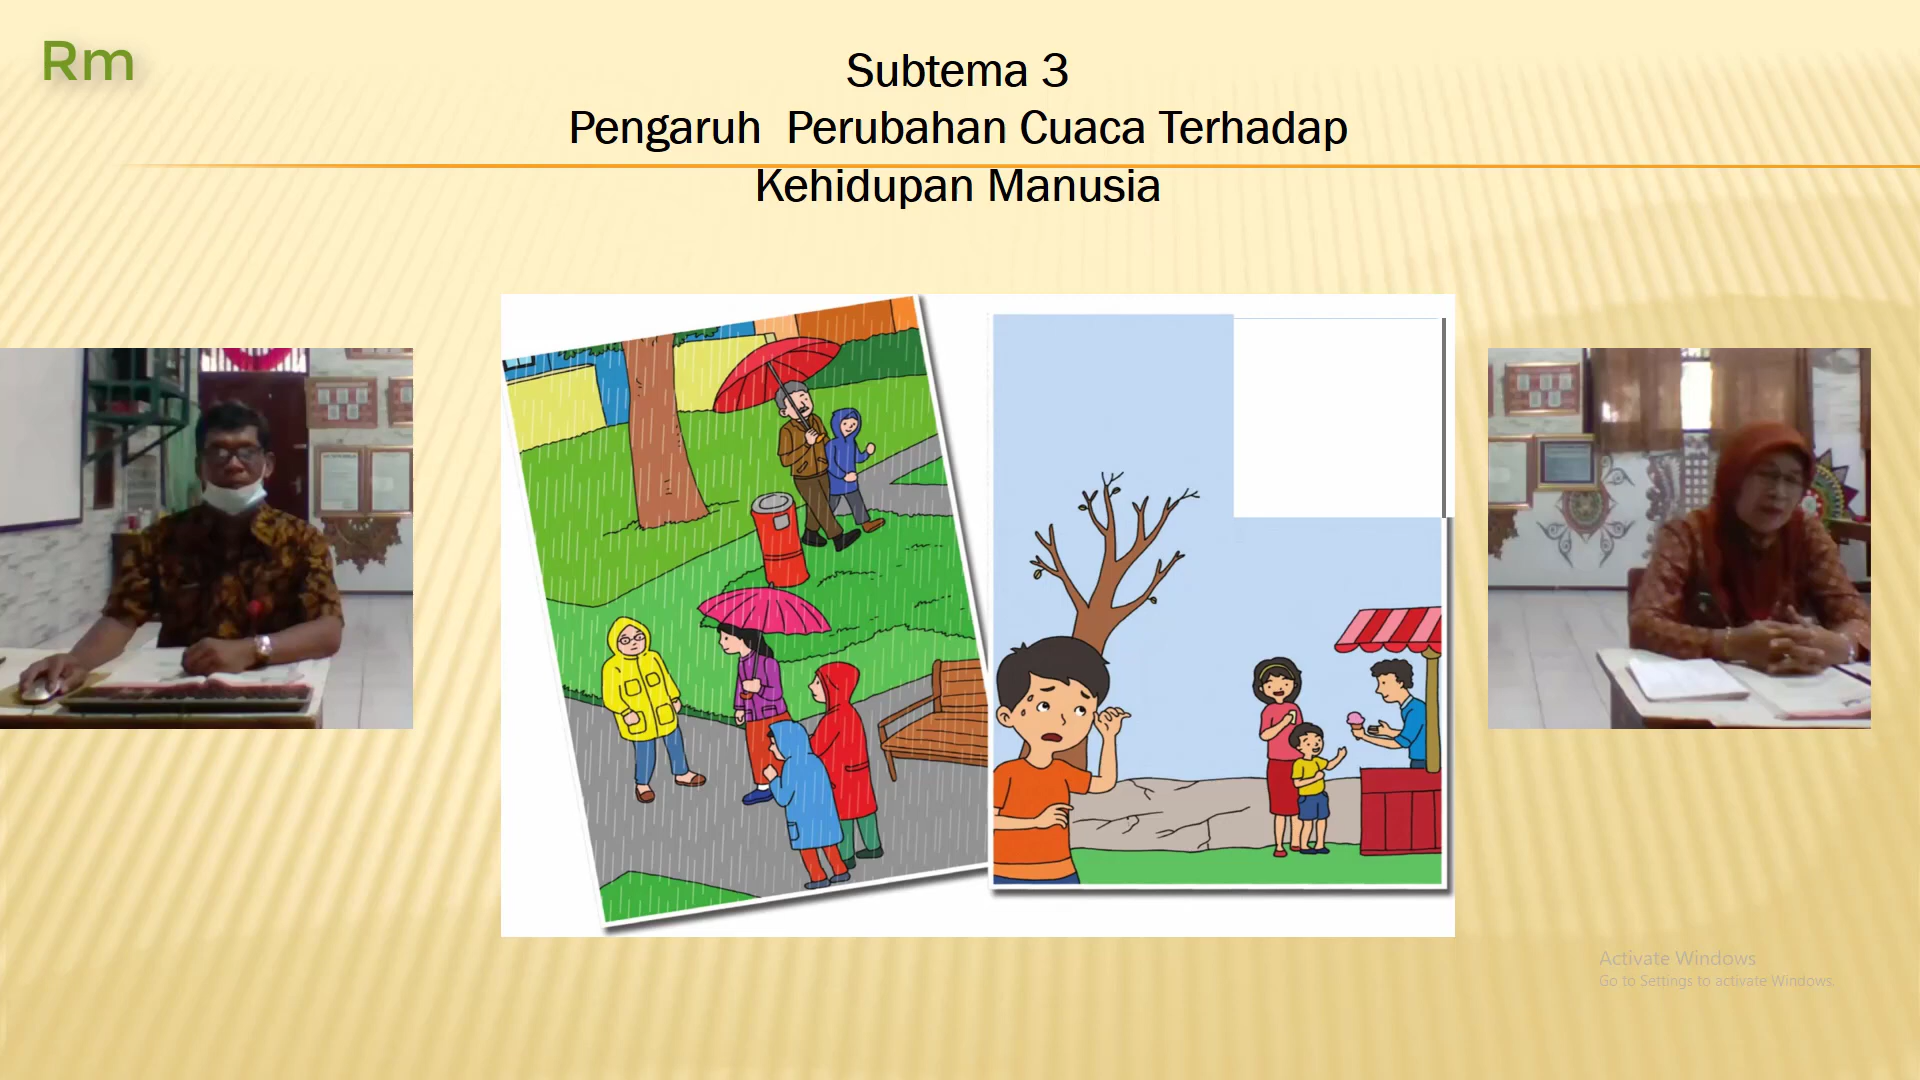 Rm
Subtema 3
Pengaruh  Perubahan Cuaca Terhadap
Kehidupan Manusia
Activate Windows
Go to Settings to activate Windows.